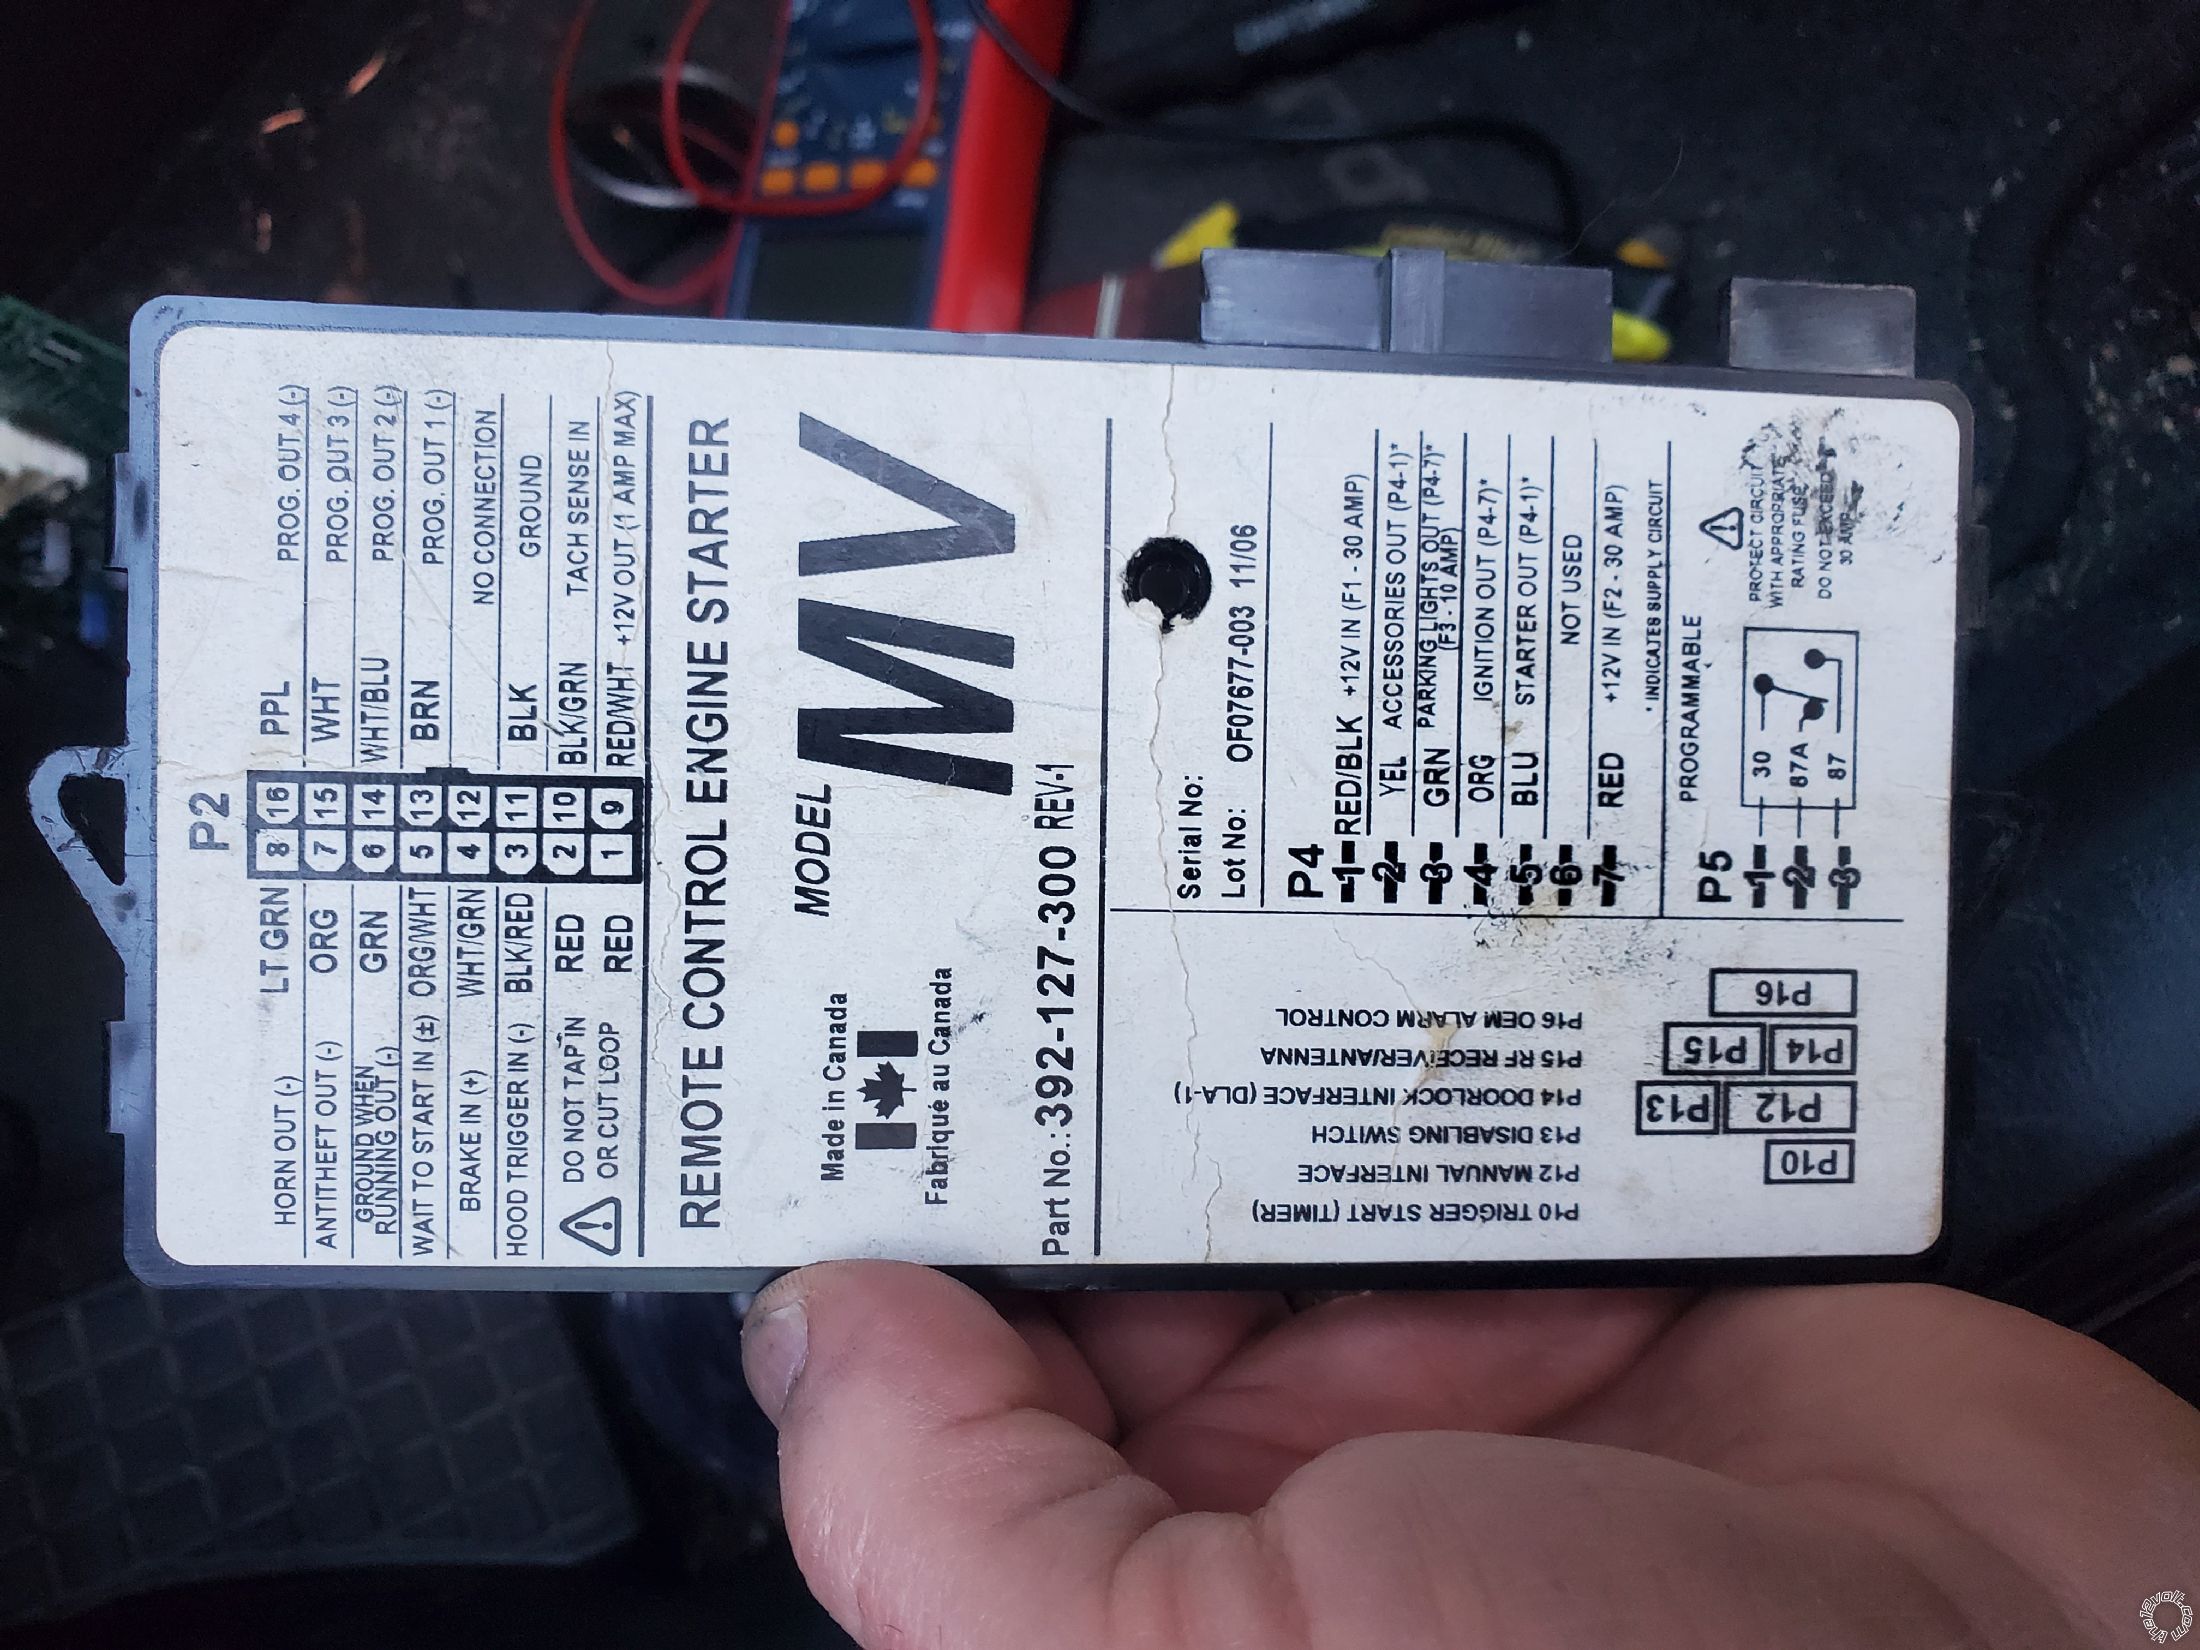 P2
HORN OUT (-) LT GRN 8 16 PPL PROG. OUT 4 (-)
ANTITHEFT OUT (-) ORG 7 15 WHT PROG. OUT 3 (-)
GROUND WHEN
RUNNING OUT (-) GRN 6 14 WHT/BLU PROG. OUT 2 (-)
WAIT TO START IN (±) ORG/WHT 5 13 BRN PROG. OUT 1 (-)
BRAKE IN (+) WHT/GRN 4 12 NO CONNECTION
HOOD TRIGGER IN (-) BLK/RED 3 11 BLK GROUND
DO NOT TAP IN RED 2 10 BLK/GRN TACH SENSE IN
OR CUT LOOP RED 1 9 RED/WHT +12V OUT (1 AMP MAX)
REMOTE CONTROL ENGINE STARTER
Made in Canada
Fabriqué au Canada
MODEL MV
Part No.: 392-127-300 REV-1
Serial No:
Lot No: OF07677-003 11/06
P4
1 RED/BLK +12V IN (F1 - 30 AMP)
2 YEL ACCESSORIES OUT (P4-1)*
3 GRN PARKING LIGHTS OUT (P4-7)*
(F3 - 10 AMP)
4 ORG IGNITION OUT (P4-7)*
5 BLU STARTER OUT (P4-1)*
6 NOT USED
7 RED +12V IN (F2 - 30 AMP)
* INDICATES SUPPLY CIRCUIT
P5 PROGRAMMABLE
1 30
2 87A
3 87
PROTECT CIRCUIT
WITH APPROPRIATE
RATING FUSE
DO NOT EXCEED
30 AMP
P16 OEM ALARM CONTROL
P15 RF RECEIVER/ANTENNA
P14 DOORLOCK INTERFACE (DLA-1)
P13 DISABLING SWITCH
P12 MANUAL INTERFACE
P10 TRIGGER START (TIMER)
P16
P15 P14
P13 P12
P10
the12volt.com